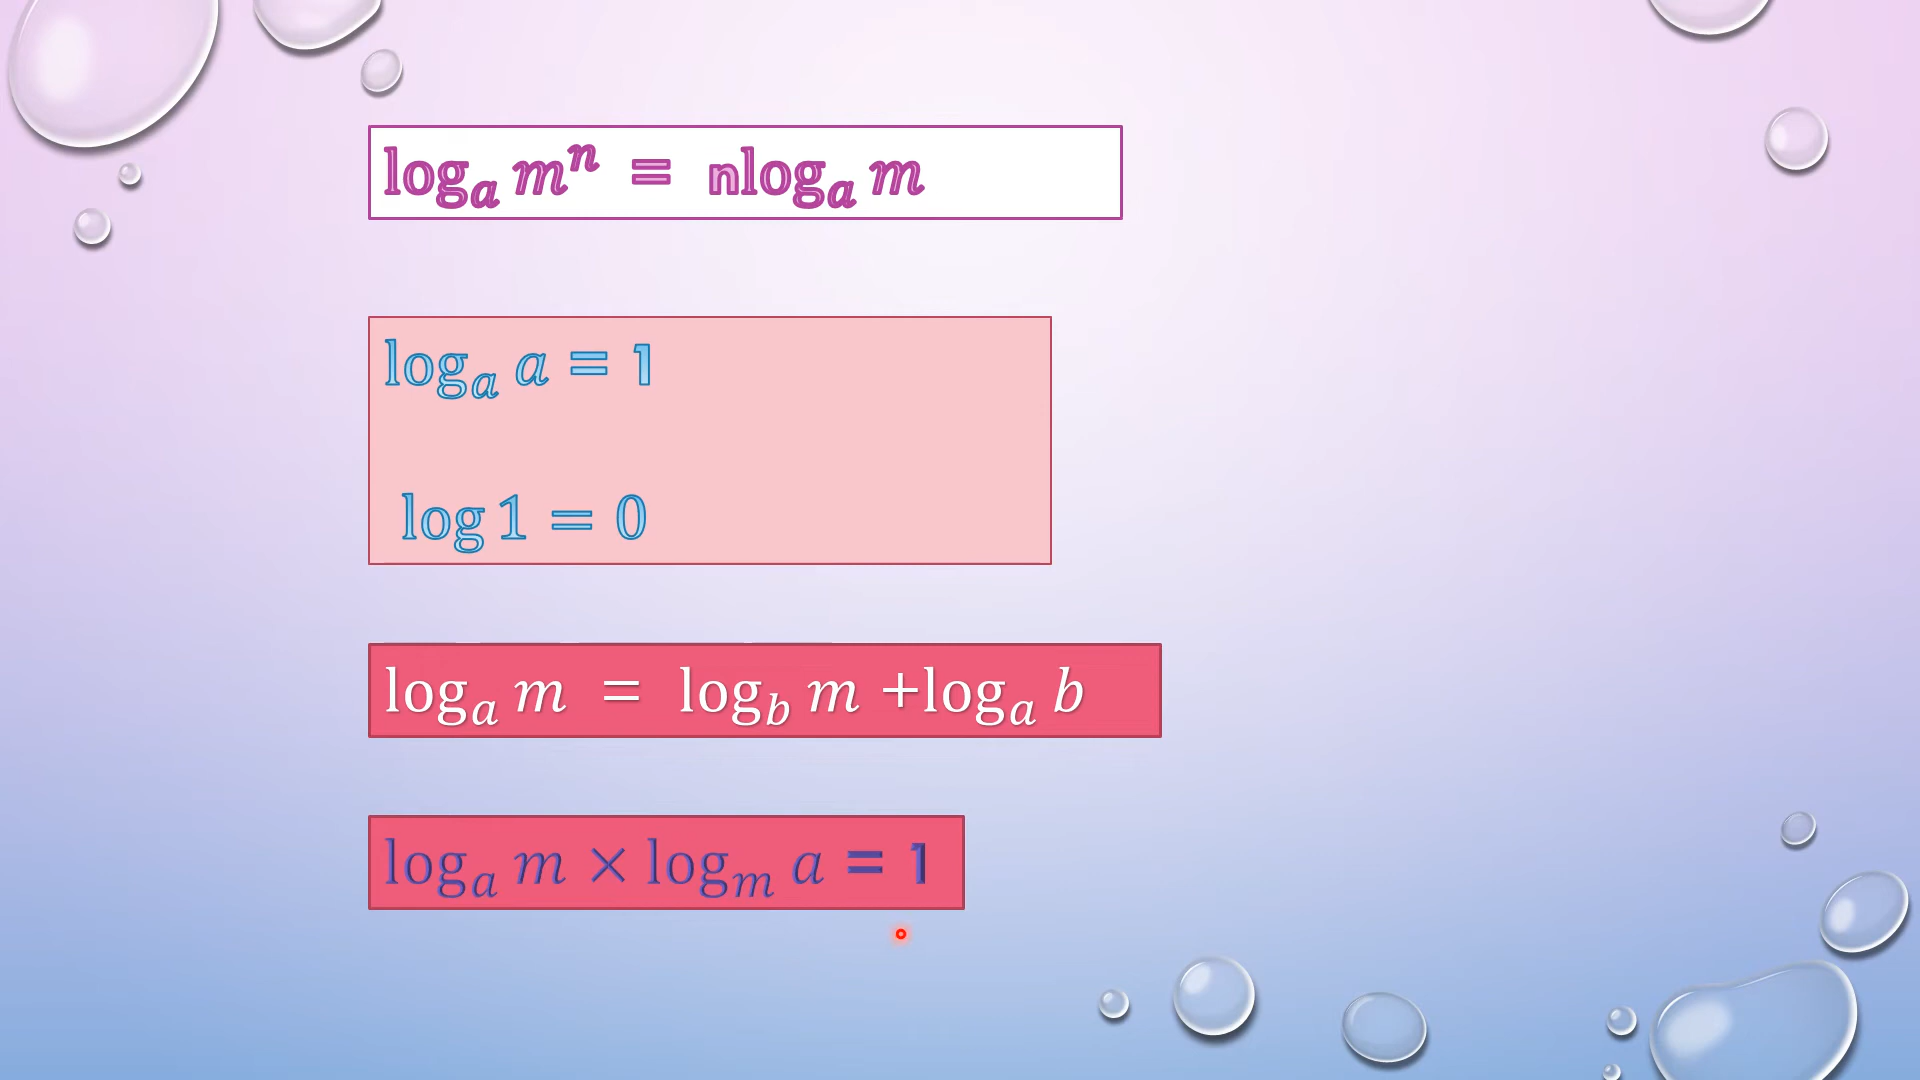 logₐ mⁿ = nlogₐ m
logₐ a = 1
log 1 = 0
logₐ m = log_b m +logₐ b
logₐ m × logₘ a = 1